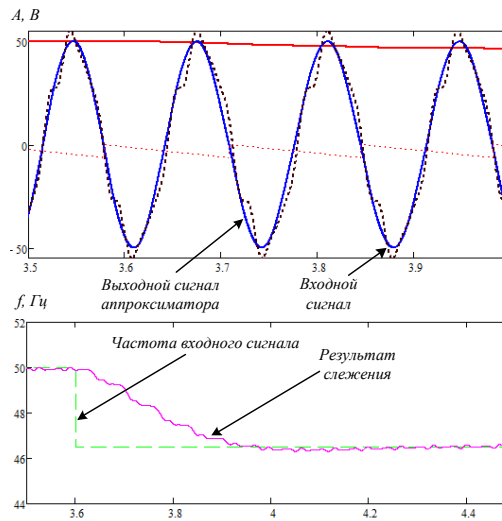 A, В
50
0
- 50
3.5
3.6
3.7
3.8
3.9
Выходной сигнал
аппроксиматора
Входной
сигнал
f, Гц
52
50
48
46
44
Частота входного сигнала
Результат
слежения
3.6
3.8
4
4.2
4.4